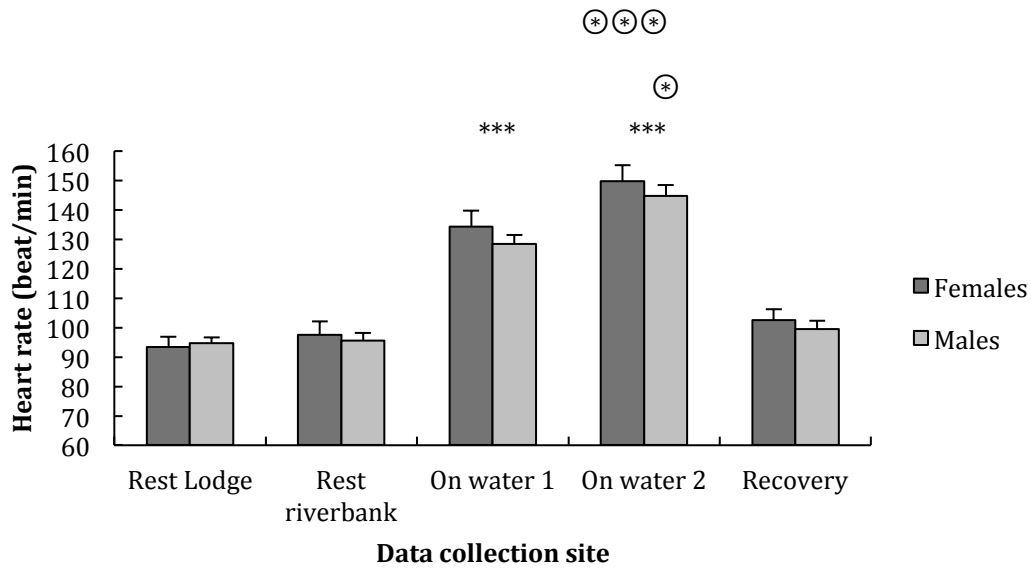 ⊛⊛⊛
⊛
*** ***
160
150
140
130
120
110
100
90
80
70
60
Heart rate (beat/min)
Rest Lodge Rest riverbank On water 1 On water 2 Recovery
Data collection site
Females
Males